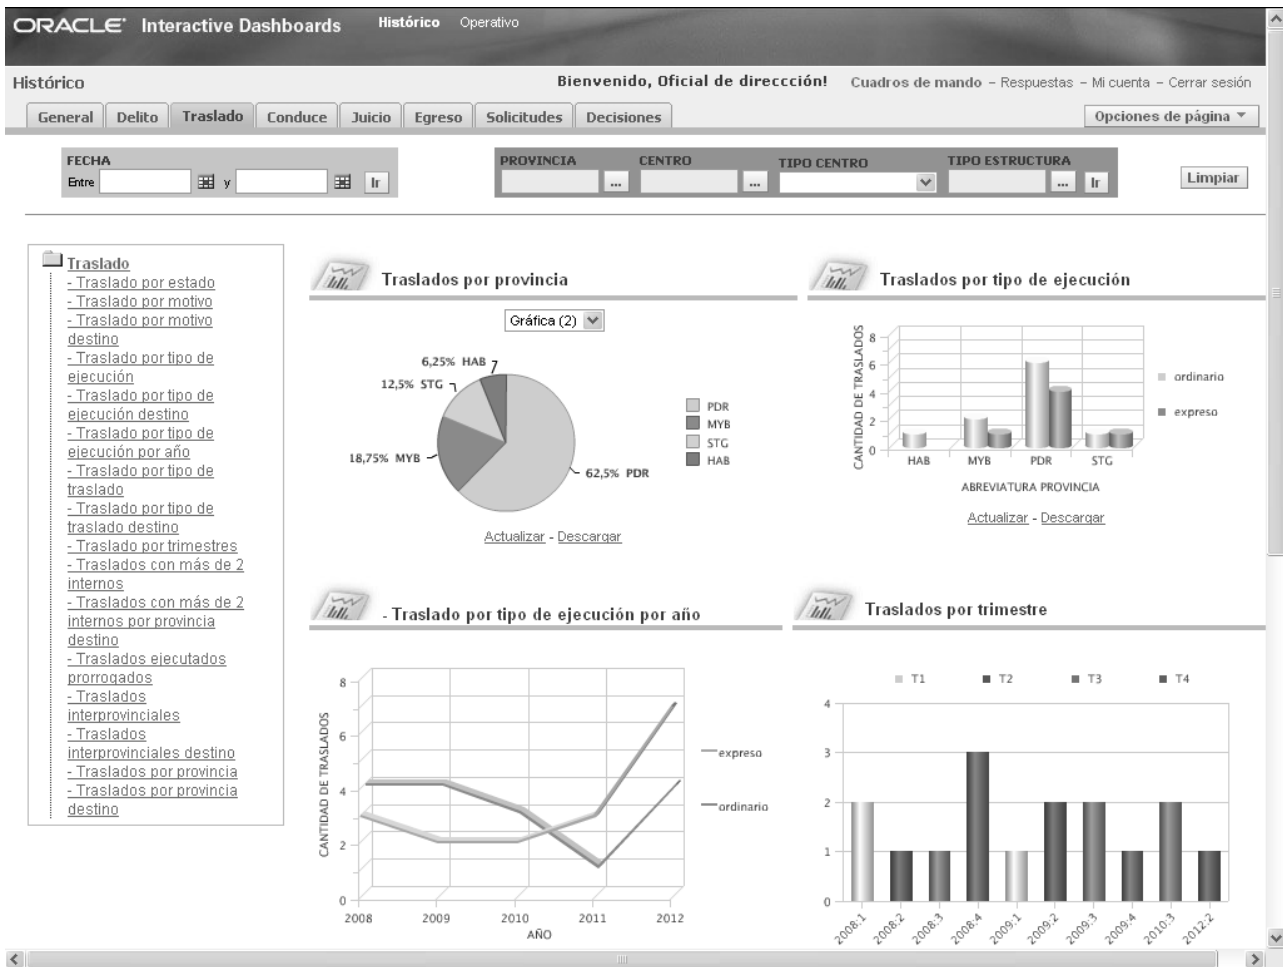 ORACLE Interactive Dashboards Histórico Operativo
Histórico Bienvenido, Oficial de direccción! Cuadros de mando - Respuestas - Mi cuenta - Cerrar sesión
General Delito Traslado Conduce Juicio Egreso Solicitudes Decisiones Opciones de página
FECHA
Entre y Ir
PROVINCIA CENTRO TIPO CENTRO TIPO ESTRUCTURA
... ... ... Ir
Limpiar
Traslado
- Traslado por estado
- Traslado por motivo
- Traslado por motivo
destino
- Traslado por tipo de
ejecución
- Traslado por tipo de
ejecución destino
- Traslado por tipo de
ejecución por año
- Traslado por tipo de
traslado
- Traslado por tipo de
traslado destino
- Traslado por trimestres
- Traslados con más de 2
internos
- Traslados con más de 2
internos por provincia
destino
- Traslados ejecutados
prorrogados
- Traslados
interprovinciales
- Traslados
interprovinciales destino
- Traslados por provincia
- Traslados por provincia
destino
Traslados por provincia
Gráfica (2)
6,25% HAB
12,5% STG
18,75% MYB
62,5% PDR
PDR
MYB
STG
HAB
Actualizar - Descargar
Traslados por tipo de ejecución
CANTIDAD DE TRASLADOS
8
6
4
2
0
HAB MYB PDR STG
ABREVIATURA PROVINCIA
ordinario
expreso
Actualizar - Descargar
- Traslado por tipo de ejecución por año
CANTIDAD DE TRASLADOS
8
6
4
2
0
2008 2009 2010 2011 2012
AÑO
expreso
ordinario
Traslados por trimestre
T1 T2 T3 T4
4
3
2
1
0
2008:1 2008:2 2008:3 2008:4 2009:1 2009:2 2009:3 2009:4 2010:3 2012:2